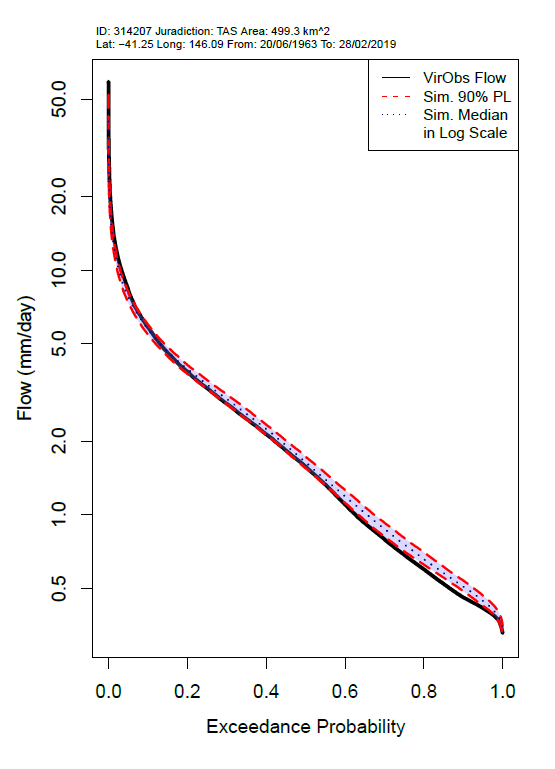 ID: 314207 Juradiction: TAS Area: 499.3 km^2
Lat: −41.25 Long: 146.09 From: 20/06/1963 To: 28/02/2019
VirObs Flow
Sim. 90% PL
Sim. Median
in Log Scale
50.0
20.0
10.0
5.0
2.0
1.0
0.5
Flow (mm/day)
0.0 0.2 0.4 0.6 0.8 1.0
Exceedance Probability